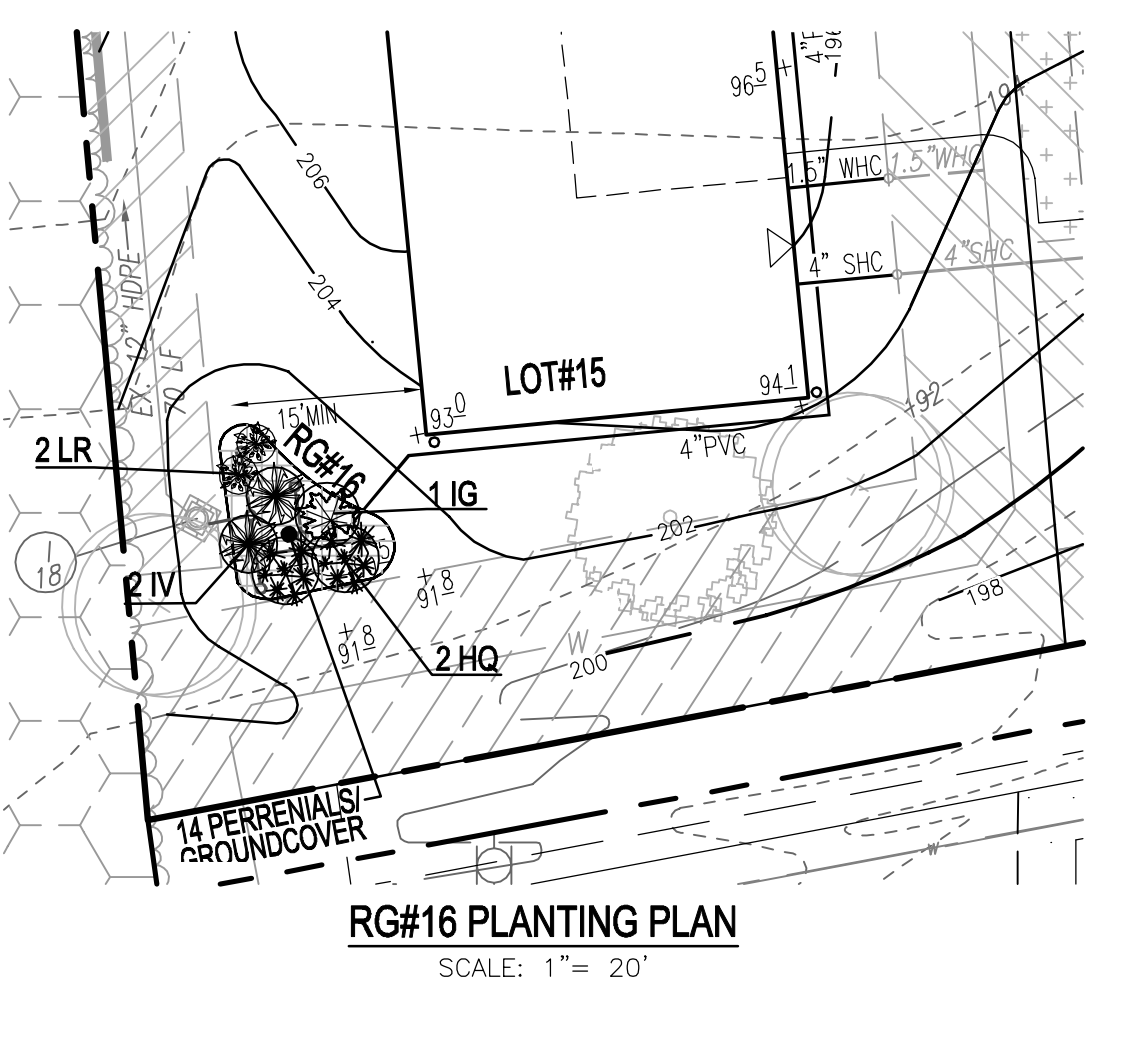 4"F
196
96 5
194
206
1.5" WHC
1.5"WHC
EX. 12" HDPE
70 LF
204
4" SHC
4"SHC
LOT#15
94 1
192
15'MIN
93 0
RG#16
4"PVC
2 LR
1 IG
202
I
18
2 IV
91 8
198
91 8
2 HQ
W
200
14 PERRENIALS/
GROUNDCOVER
W
RG#16 PLANTING PLAN
SCALE: 1"= 20'